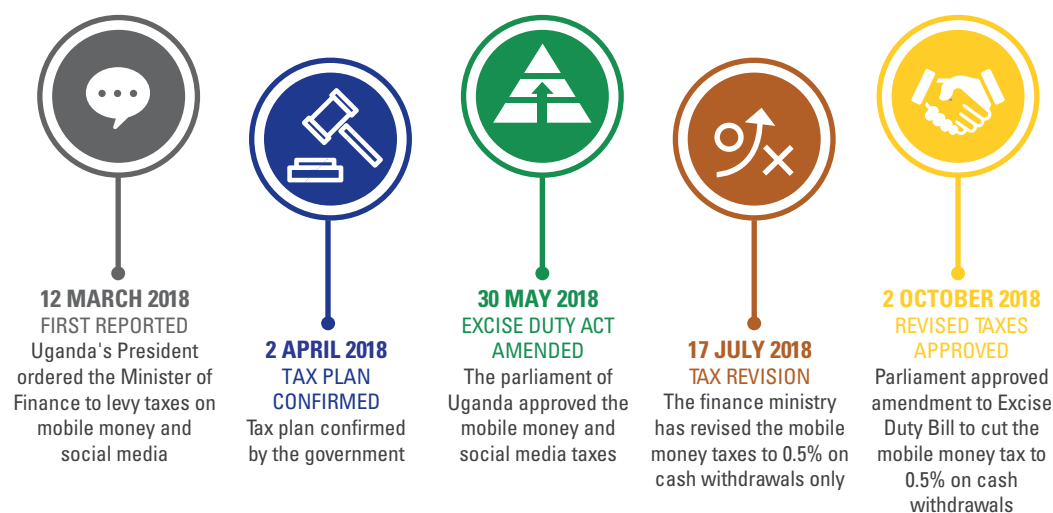 12 MARCH 2018
FIRST REPORTED
Uganda's President
ordered the Minister of
Finance to levy taxes on
mobile money and
social media
2 APRIL 2018
TAX PLAN
CONFIRMED
Tax plan confirmed
by the government
30 MAY 2018
EXCISE DUTY ACT
AMENDED
The parliament of
Uganda approved the
mobile money and
social media taxes
17 JULY 2018
TAX REVISION
The finance ministry
has revised the mobile
money taxes to 0.5% on
cash withdrawals only
2 OCTOBER 2018
REVISED TAXES
APPROVED
Parliament approved
amendment to Excise
Duty Bill to cut the
mobile money tax to
0.5% on cash
withdrawals